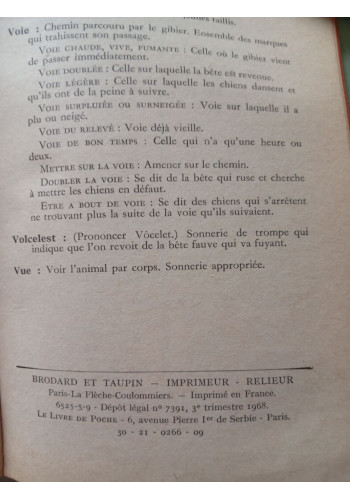 jeunes taillis.
Voie : Chemin parcouru par le gibier. Ensemble des marques
qui trahissent son passage.
VOIE CHAUDE, VIVE, FUMANTE : Celle où le gibier vient
de passer immédiatement.
VOIE DOUBLÉE : Celle sur laquelle la bête est revenue.
VOIE LÉGÈRE : Celle sur laquelle les chiens dansent et
qu'ils ont de la peine à suivre.
VOIE SURPLUIÉE OU SURNEIGÉE : Voie sur laquelle il a
plu ou neigé.
VOIE DU RELEVÉ : Voie déjà vieille.
VOIE DE BON TEMPS : Celle qui n'a qu'une heure ou
deux.
METTRE SUR LA VOIE : Amener sur le chemin.
DOUBLER LA VOIE : Se dit de la bête qui ruse et cherche
à mettre les chiens en défaut.
ETRE A BOUT DE VOIE : Se dit des chiens qui s'arrêtent
ne trouvant plus la suite de la voie qu'ils suivaient.
Volcelest : (Prononcer Vôcelet.) Sonnerie de trompe qui
indique que l'on revoit de la bête fauve qui va fuyant.
Vue : Voir l'animal par corps. Sonnerie appropriée.
BRODARD ET TAUPIN — IMPRIMEUR - RELIEUR
Paris-La Flèche-Coulommiers. — Imprimé en France.
6525-5-9 - Dépôt légal n° 7391, 3e trimestre 1968.
LE LIVRE DE POCHE - 6, avenue Pierre Ier de Serbie - Paris.
30 - 21 - 0266 - 09